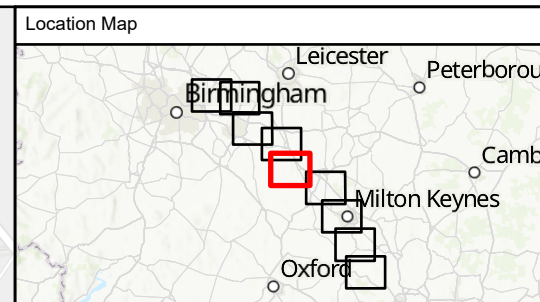 Location Map
Leicester
Peterborou
Birmingham
Camb
Milton Keynes
Oxford